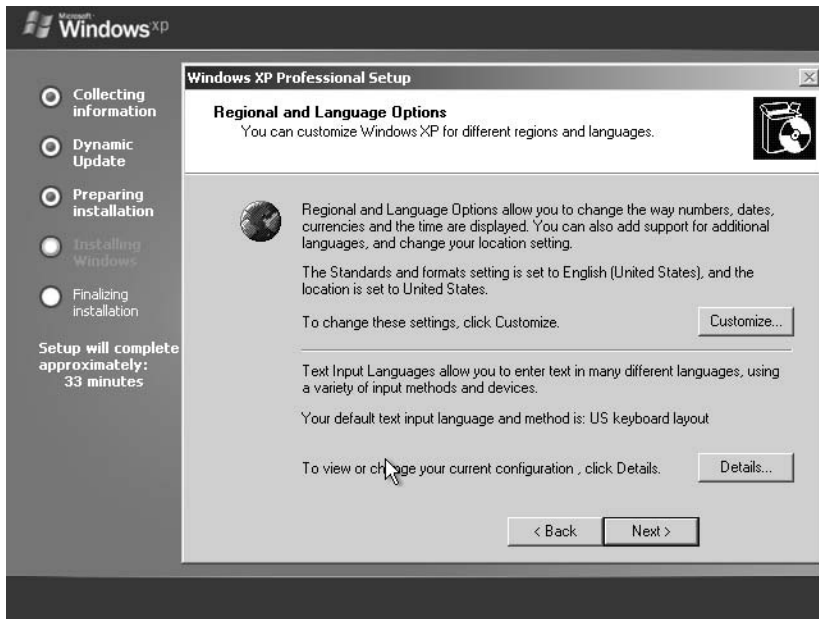 Microsoft
Windows xp
Collecting
information
Dynamic
Update
Preparing
installation
Installing
Windows
Finalizing
installation
Setup will complete
approximately:
33 minutes
Windows XP Professional Setup
Regional and Language Options
You can customize Windows XP for different regions and languages.
Regional and Language Options allow you to change the way numbers, dates,
currencies and the time are displayed. You can also add support for additional
languages, and change your location setting.
The Standards and formats setting is set to English (United States), and the
location is set to United States.
To change these settings, click Customize.
Customize...
Text Input Languages allow you to enter text in many different languages, using
a variety of input methods and devices.
Your default text input language and method is: US keyboard layout
To view or change your current configuration , click Details.
Details...
< Back
Next >